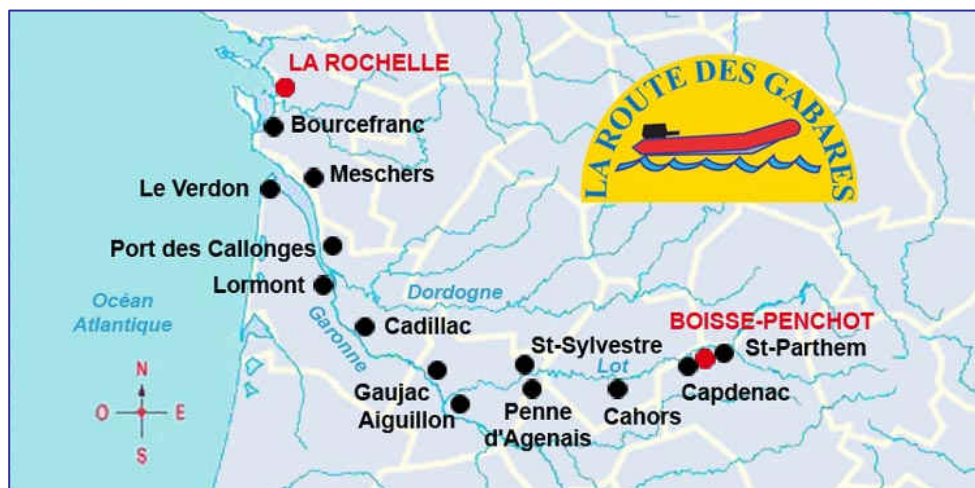 LA ROCHELLE
Bourcefranc
Meschers
Le Verdon
Port des Callonges
Lormont
Océan
Atlantique
Garonne
Dordogne
Cadillac
Gaujac
Aiguillon
St-Sylvestre
Penne
d'Agenais
Lot
Cahors
BOISSE-PENCHOT
St-Parthem
Capdenac
LA ROUTE DES GABARES
N
O
E
S